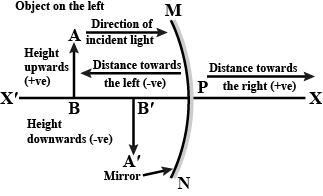 Object on the left
M
Direction of
incident light
A
Height
upwards
(+ve)
Distance towards
the left (-ve)
Distance towards
the right (+ve)
P
X′
B
B′
X
Height
downwards (-ve)
A′
Mirror
N